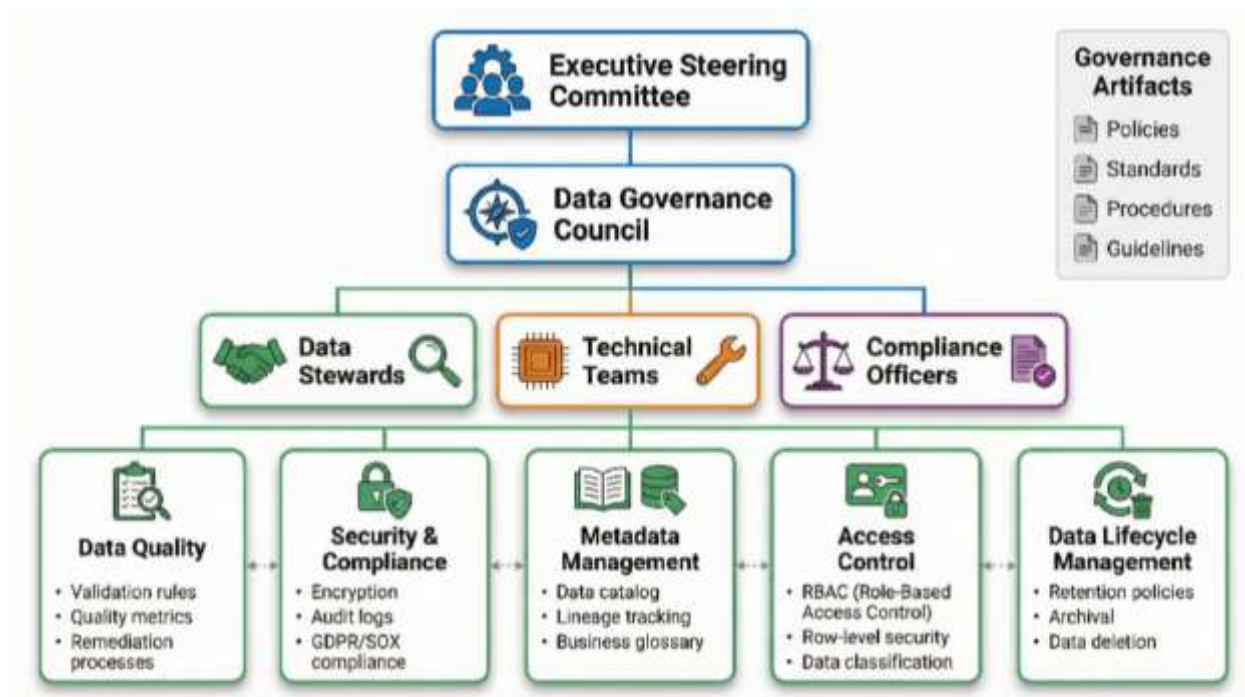 Executive Steering
Committee
Governance
Artifacts
Policies
Standards
Procedures
Guidelines
Data Governance
Council
Data
Stewards
Technical
Teams
Compliance
Officers
Data Quality
• Validation rules
• Quality metrics
• Remediation
processes
Security &
Compliance
• Encryption
• Audit logs
• GDPR/SOX
compliance
Metadata
Management
• Data catalog
• Lineage tracking
• Business glossary
Access
Control
• RBAC (Role-Based
Access Control)
• Row-level security
• Data classification
Data Lifecycle
Management
• Retention policies
• Archival
• Data deletion